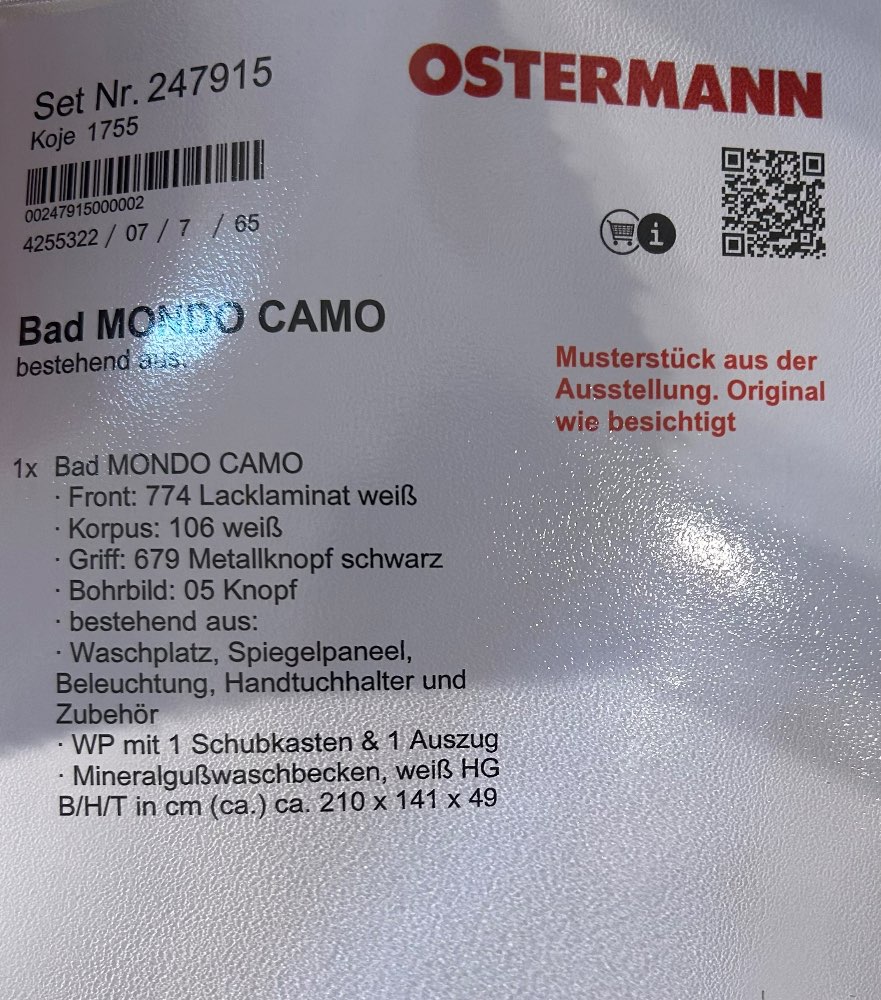 Set Nr. 247915
Koje 1755
00247915000002
4255322 / 07 / 7 / 65
OSTERMANN
i
Bad MONDO CAMO
bestehend aus:
Musterstück aus der
Ausstellung. Original
wie besichtigt
1x Bad MONDO CAMO
· Front: 774 Lacklaminat weiß
· Korpus: 106 weiß
· Griff: 679 Metallknopf schwarz
· Bohrbild: 05 Knopf
· bestehend aus:
· Waschplatz, Spiegelpaneel,
Beleuchtung, Handtuchhalter und
Zubehör
· WP mit 1 Schubkasten & 1 Auszug
· Mineralgußwaschbecken, weiß HG
B/H/T in cm (ca.) ca. 210 x 141 x 49